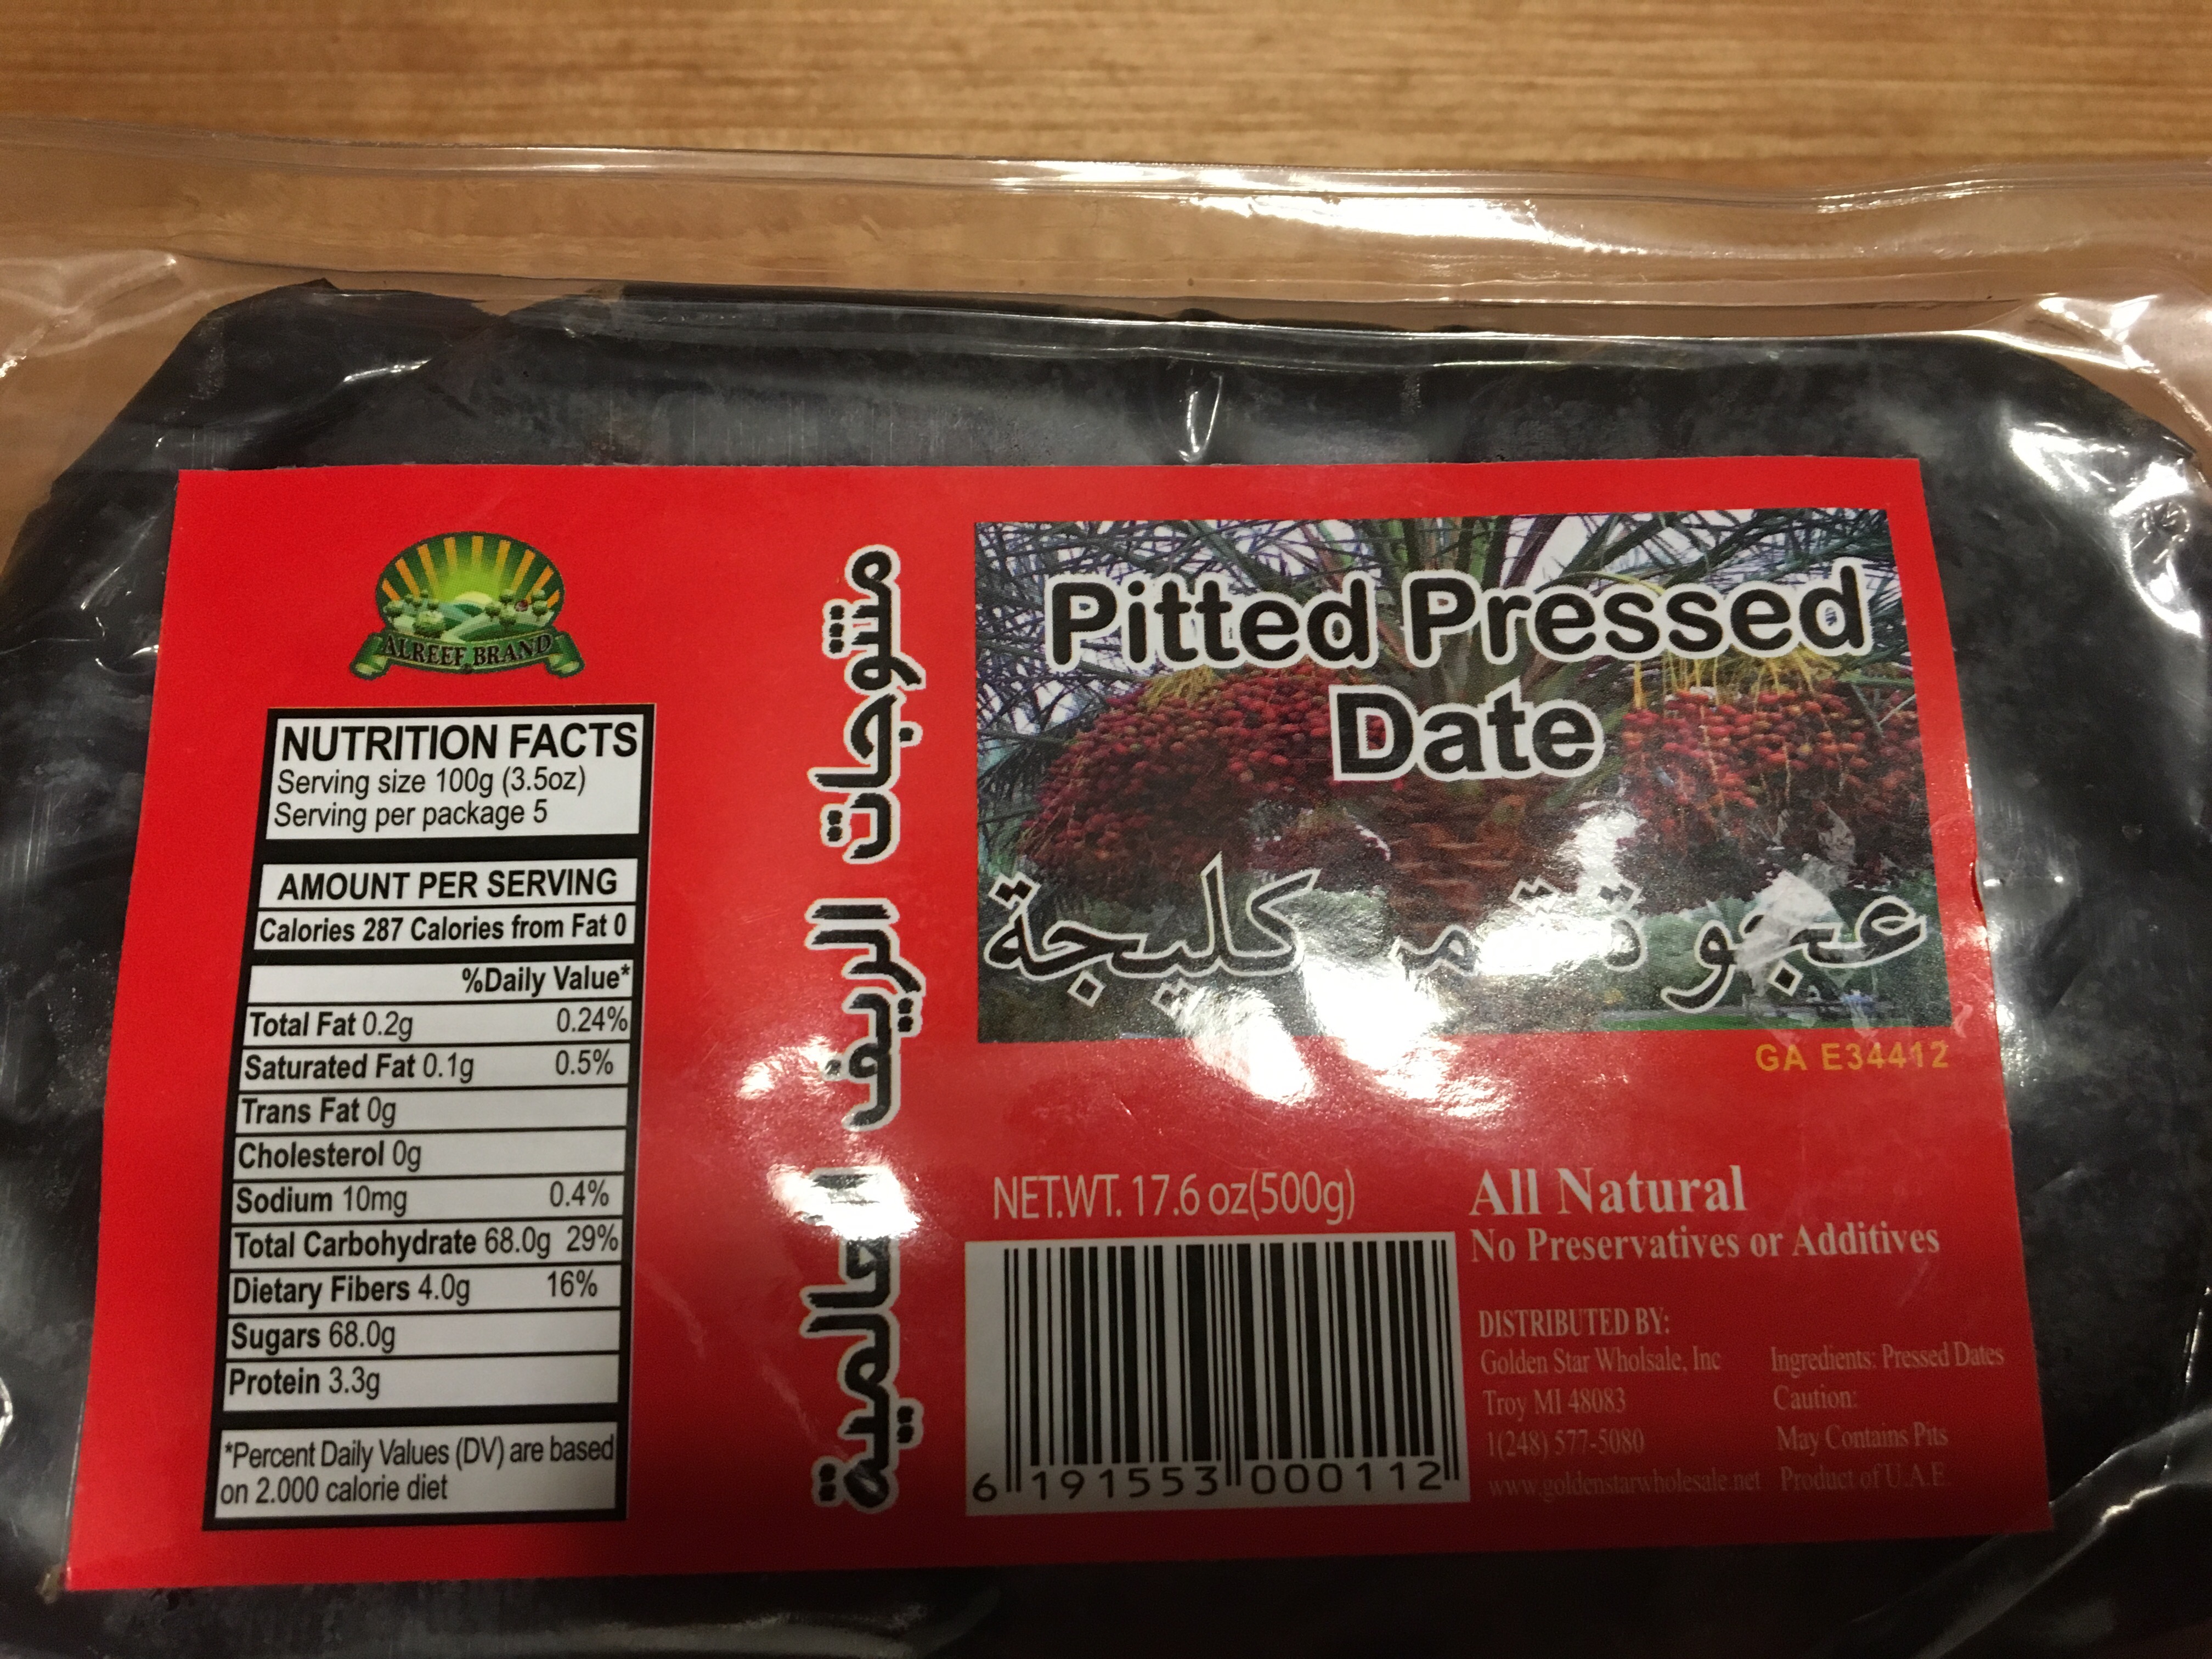 ALREEF BRAND
NUTRITION FACTS
Serving size 100g (3.5oz)
Serving per package 5
AMOUNT PER SERVING
Calories 287 Calories from Fat 0
%Daily Value*
Total Fat 0.2g 0.24%
Saturated Fat 0.1g 0.5%
Trans Fat 0g
Cholesterol 0g
Sodium 10mg 0.4%
Total Carbohydrate 68.0g 29%
Dietary Fibers 4.0g 16%
Sugars 68.0g
Protein 3.3g
*Percent Daily Values (DV) are based
on 2.000 calorie diet
منتوجات الريف العالمية
Pitted Pressed
Date
عجوة تمر كليجة
GA E34412
NET.WT. 17.6 oz(500g)
6 191553 000112
All Natural
No Preservatives or Additives
DISTRIBUTED BY:
Golden Star Wholsale, Inc
Troy MI 48083
1(248) 577-5080
www.goldenstarwholesale.net
Ingredients: Pressed Dates
Caution:
May Contains Pits
Product of U.A.E